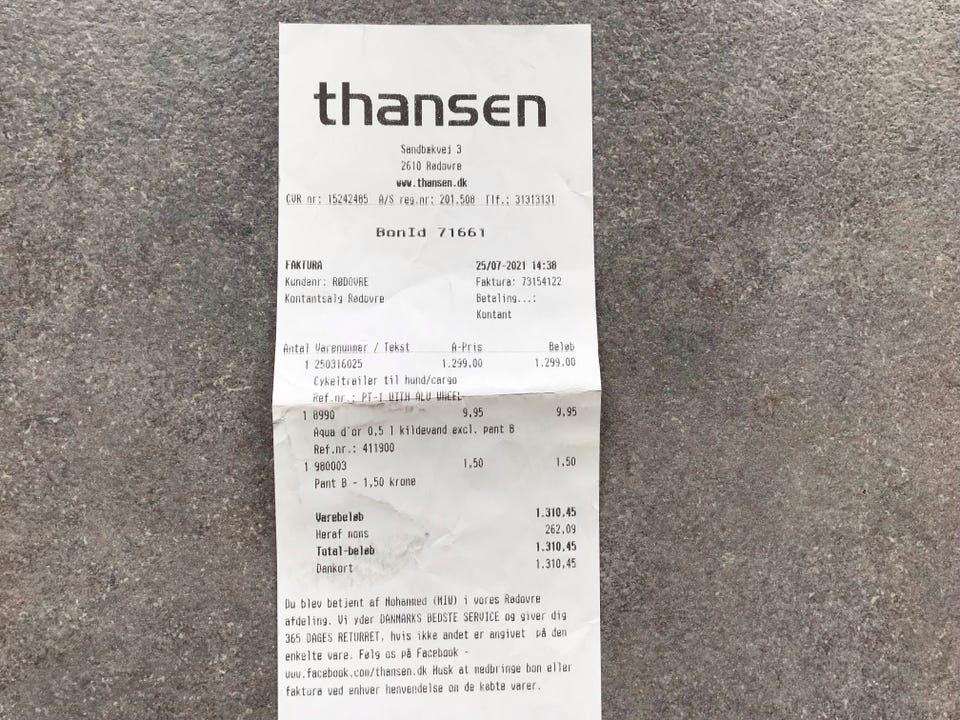 thansen
Sandbækvej 3
2610 Rødovre
www.thansen.dk
CVR nr: 15242485 A/S reg.nr: 201.508 Tlf.: 31313131
BonId 71661
FAKTURA 25/07-2021 14:38
Kundenr: RØDOVRE Faktura: 73154122
Kontantsalg Rødovre Betaling...:
Kontant
Antal Varenummer / Tekst A-Pris Beløb
1 250316025 1.299,00 1.299,00
Cykeltrailer til hund/cargo
Ref.nr.: PT-1 WITH ALU WHEEL
1 8990 9,95 9,95
Aqua d'or 0,5 l kildevand excl. pant B
Ref.nr.: 411900
1 980003 1,50 1,50
Pant B - 1,50 krone
Varebeløb 1.310,45
Heraf moms 262,09
Total-beløb 1.310,45
Dankort 1.310,45
Du blev betjent af Mohammed (MIW) i vores Rødovre
afdeling. Vi yder DANMARKS BEDSTE SERVICE og giver dig
365 DAGES RETURRET, hvis ikke andet er angivet på den
enkelte vare. Følg os på Facebook -
www.facebook.com/thansen.dk Husk at medbringe bon eller
faktura ved enhver henvendelse om de købte varer.